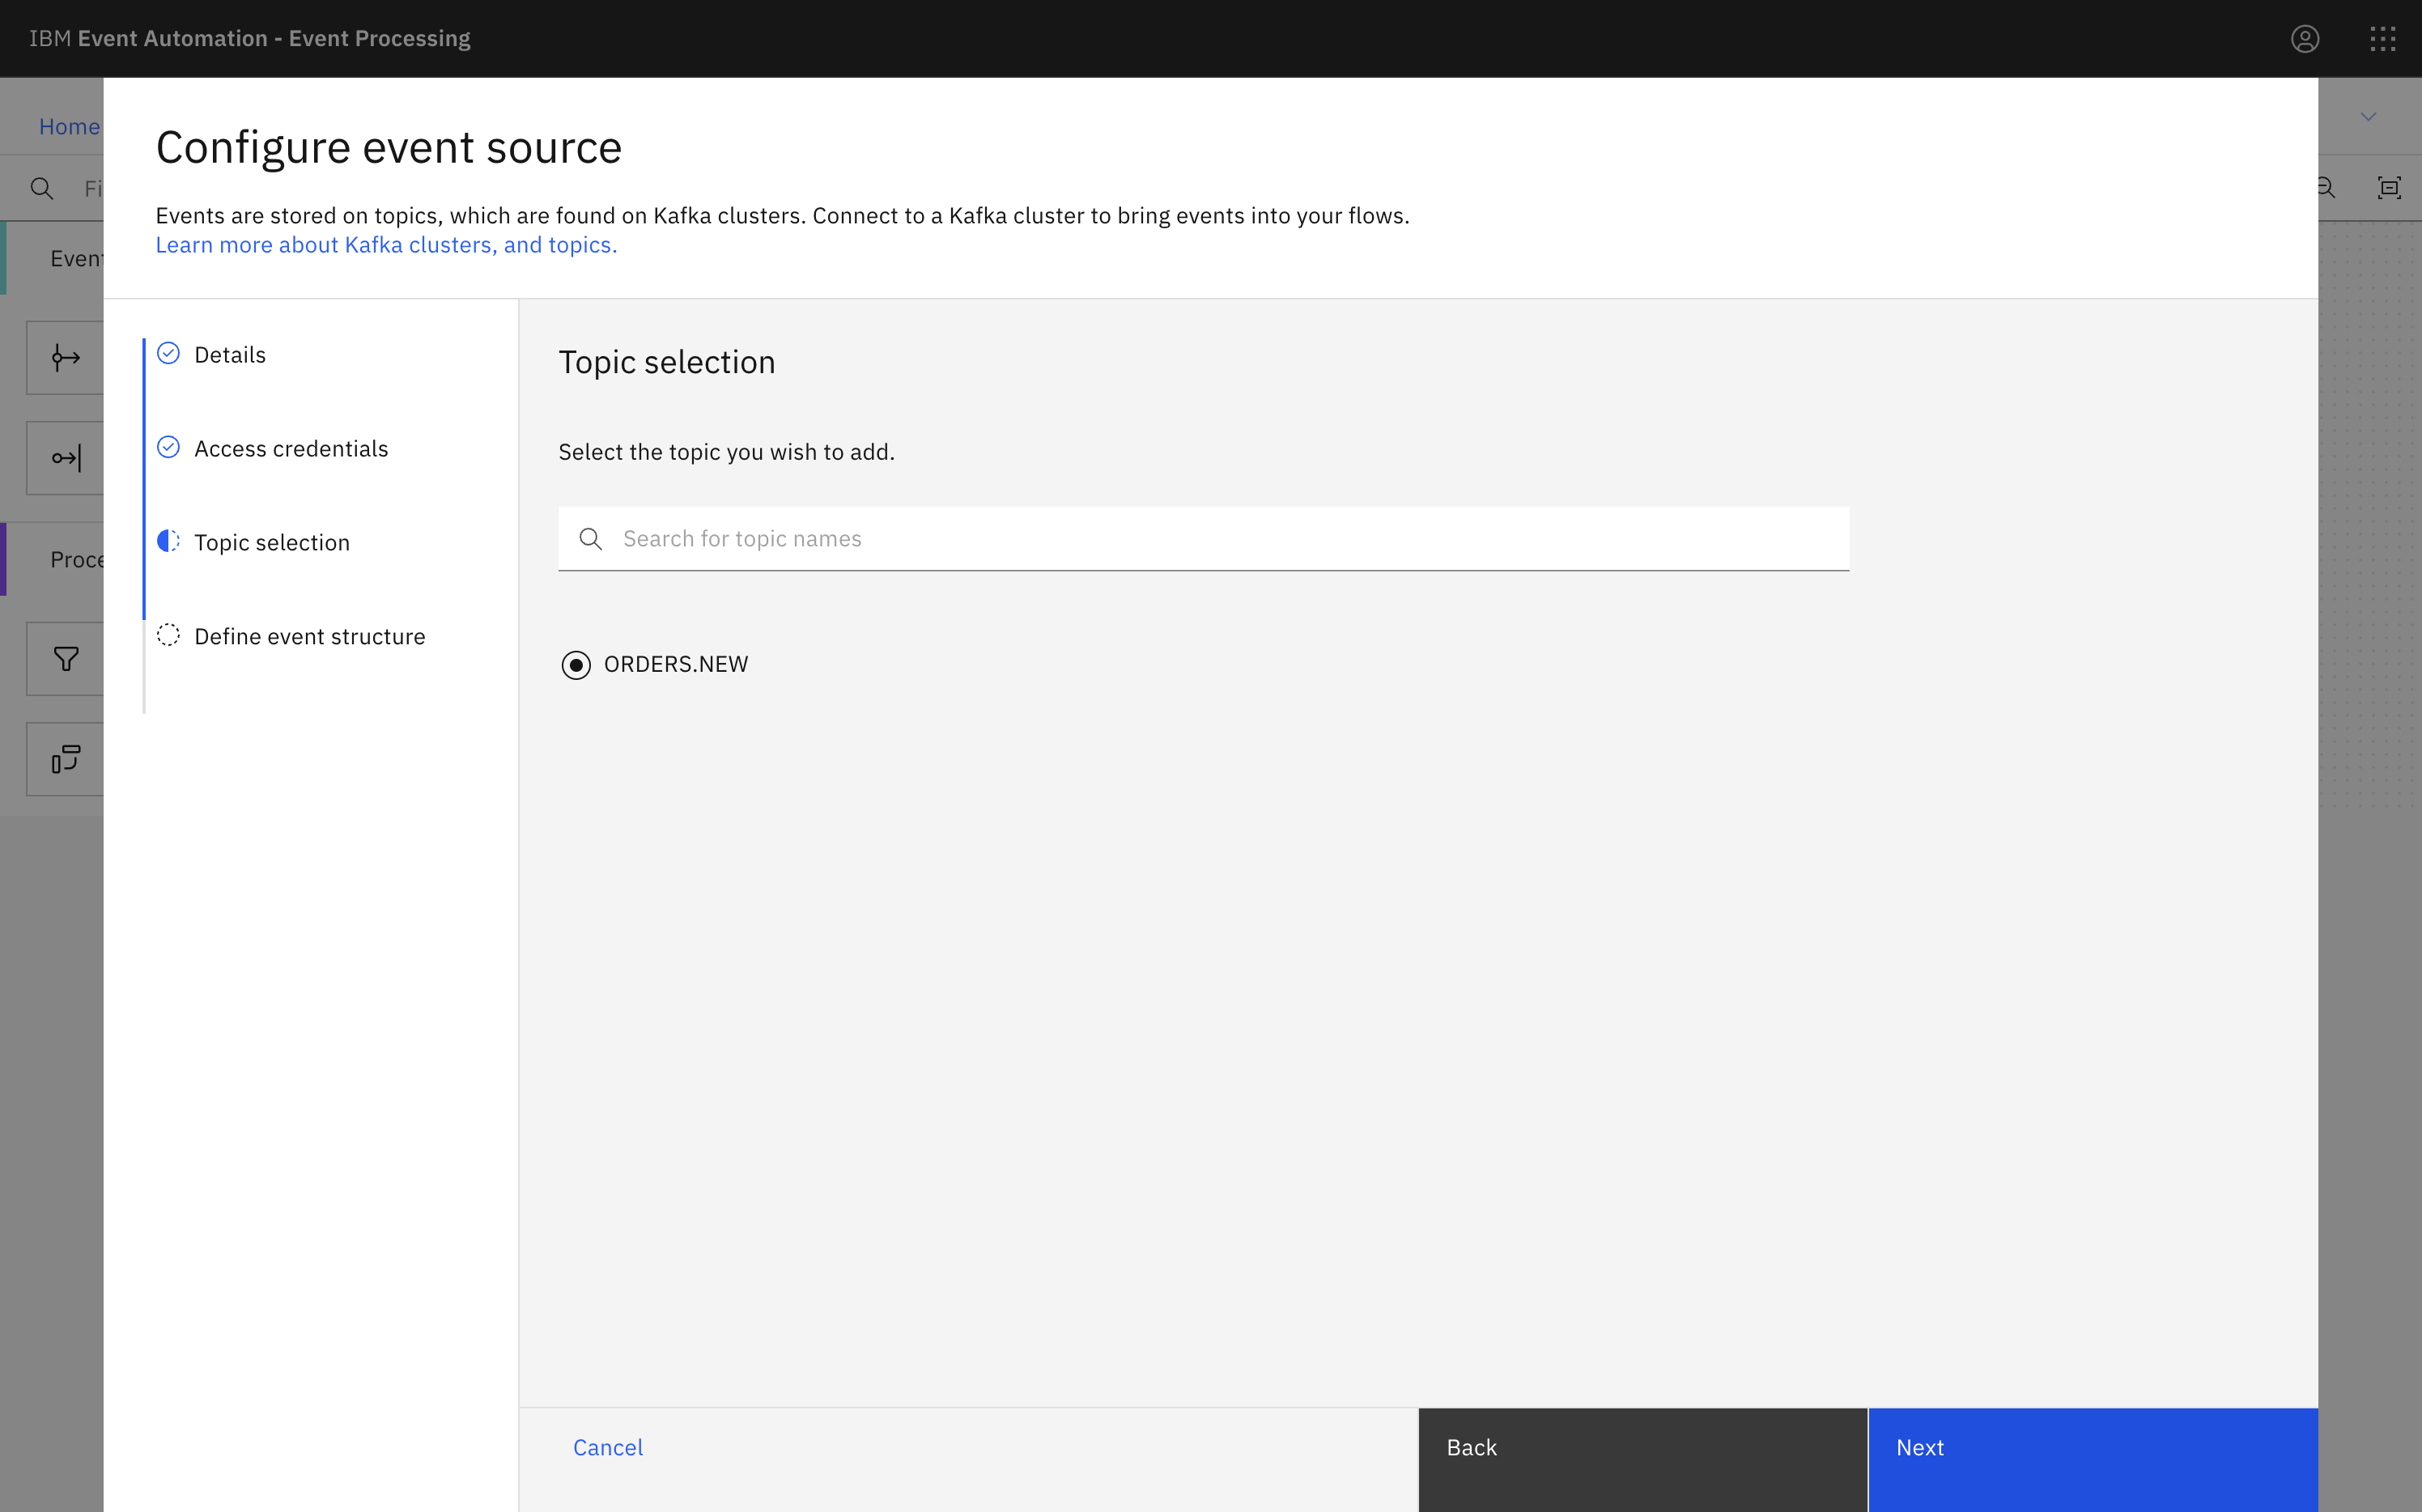 IBM Event Automation - Event Processing
Home
Configure event source
Events are stored on topics, which are found on Kafka clusters. Connect to a Kafka cluster to bring events into your flows.
Learn more about Kafka clusters, and topics.
Details
Access credentials
Topic selection
Define event structure
Topic selection
Select the topic you wish to add.
Search for topic names
ORDERS.NEW
Cancel
Back
Next